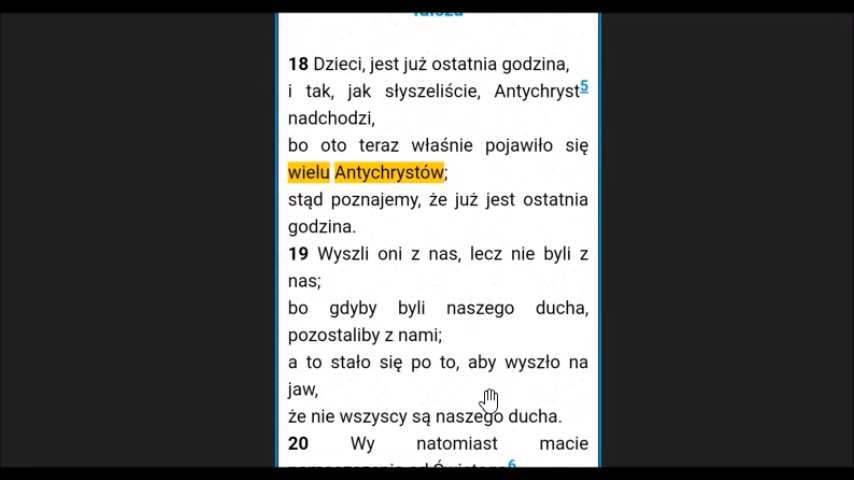 18 Dzieci, jest już ostatnia godzina,
i tak, jak słyszeliście, Antychryst5
nadchodzi,
bo oto teraz właśnie pojawiło się
wielu Antychrystów;
stąd poznajemy, że już jest ostatnia
godzina.
19 Wyszli oni z nas, lecz nie byli z
nas;
bo gdyby byli naszego ducha,
pozostaliby z nami;
a to stało się po to, aby wyszło na
jaw,
że nie wszyscy są naszego ducha.
20 Wy natomiast macie